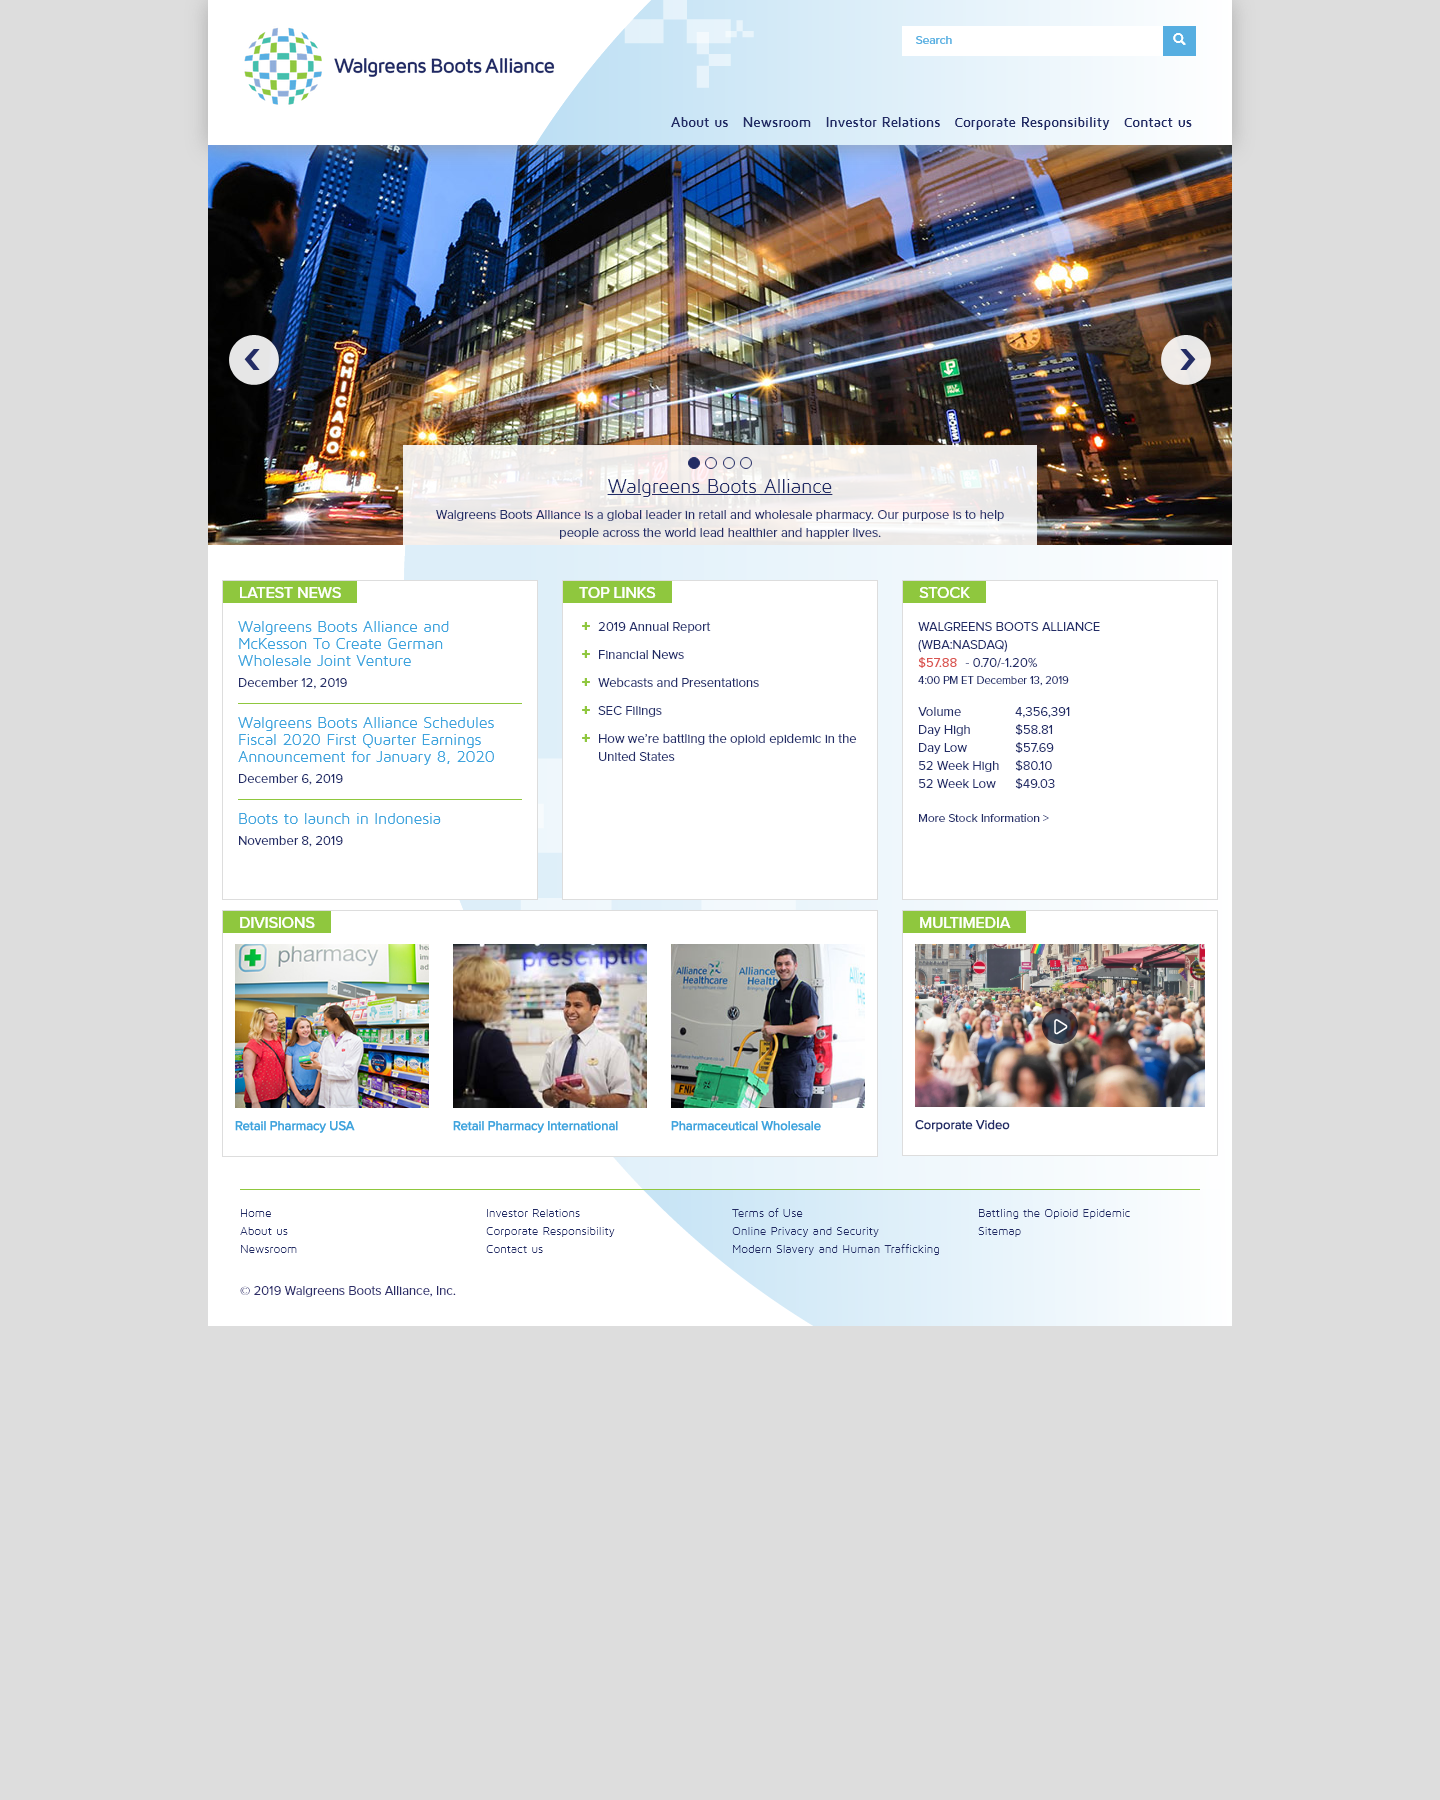 Walgreens Boots Alliance
Search
About us Newsroom Investor Relations Corporate Responsibility Contact us
CHICAGO
Walgreens Boots Alliance
Walgreens Boots Alliance is a global leader in retail and wholesale pharmacy. Our purpose is to help
people across the world lead healthier and happier lives.
LATEST NEWS
Walgreens Boots Alliance and
McKesson To Create German
Wholesale Joint Venture
December 12, 2019
Walgreens Boots Alliance Schedules
Fiscal 2020 First Quarter Earnings
Announcement for January 8, 2020
December 6, 2019
Boots to launch in Indonesia
November 8, 2019
TOP LINKS
2019 Annual Report
Financial News
Webcasts and Presentations
SEC Filings
How we're battling the opioid epidemic in the
United States
STOCK
WALGREENS BOOTS ALLIANCE
(WBA:NASDAQ)
$57.88 - 0.70/-1.20%
4:00 PM ET December 13, 2019
Volume 4,356,391
Day High $58.81
Day Low $57.69
52 Week High $80.10
52 Week Low $49.03
More Stock Information >
DIVISIONS
pharmacy
prescriptio
Alliance
Healthcare
Alliance
Health
Retail Pharmacy USA
Retail Pharmacy International
Pharmaceutical Wholesale
MULTIMEDIA
Corporate Video
Home
About us
Newsroom
Investor Relations
Corporate Responsibility
Contact us
Terms of Use
Online Privacy and Security
Modern Slavery and Human Trafficking
Battling the Opioid Epidemic
Sitemap
© 2019 Walgreens Boots Alliance, Inc.